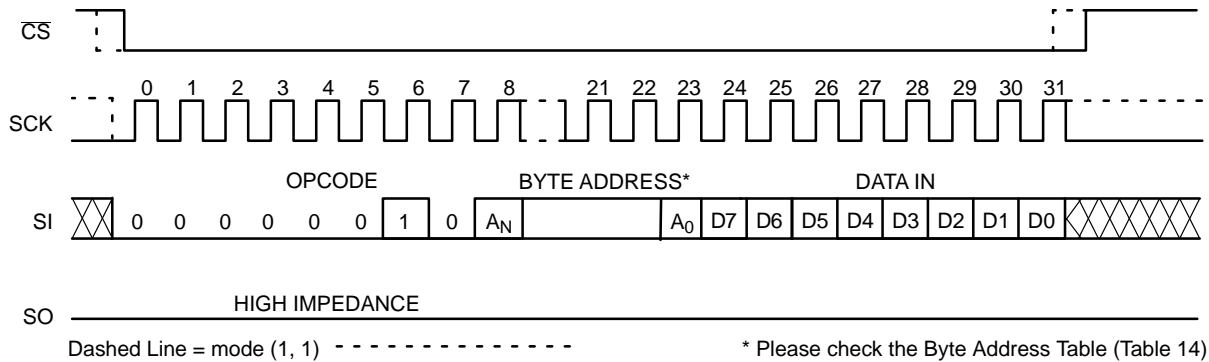 CS
0 1 2 3 4 5 6 7 8 21 22 23 24 25 26 27 28 29 30 31
SCK
OPCODE BYTE ADDRESS* DATA IN
SI 0 0 0 0 0 0 1 0 AN A0 D7 D6 D5 D4 D3 D2 D1 D0
HIGH IMPEDANCE
SO
Dashed Line = mode (1, 1) * Please check the Byte Address Table (Table 14)